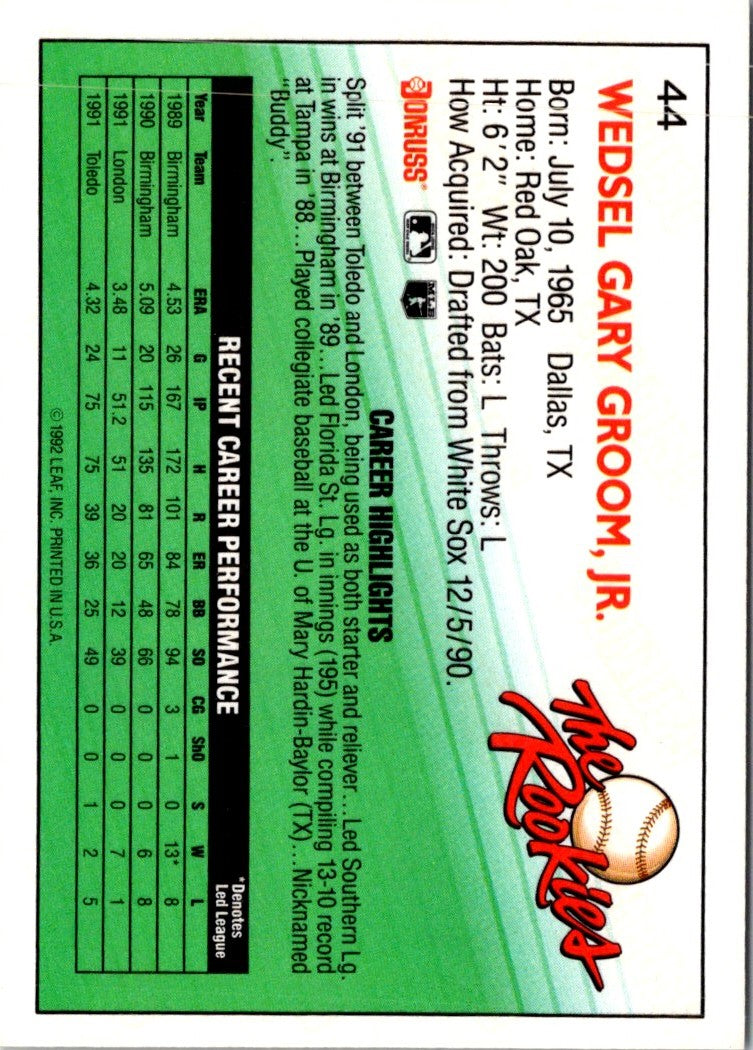 44
WEDSEL GARY GROOM, JR.
The Rookies
Born: July 10, 1965 Dallas, TX
Home: Red Oak, TX
Ht: 6'2" Wt: 200 Bats: L Throws: L
How Acquired: Drafted from White Sox 12/5/90.
DONRUSS®
CAREER HIGHLIGHTS
Split '91 between Toledo and London, being used as both starter and reliever...Led Southern Lg.
in wins at Birmingham in '89...Led Florida St. Lg. in innings (195) while compiling 13-10 record
at Tampa in '88...Played collegiate baseball at the U. of Mary Hardin-Baylor (TX)...Nicknamed
"Buddy".
RECENT CAREER PERFORMANCE
*Denotes
Led League
Year Team ERA G IP H R ER BB SO CG ShO S W L
1989 Birmingham 4.53 26 167 172 101 84 78 94 3 1 0 13* 8
1990 Birmingham 5.09 20 115 135 81 65 48 66 0 0 0 6 8
1991 London 3.48 11 51.2 51 20 20 12 39 0 0 0 7 1
1991 Toledo 4.32 24 75 75 39 36 25 49 0 0 1 2 5
©1992 LEAF, INC. PRINTED IN U.S.A.